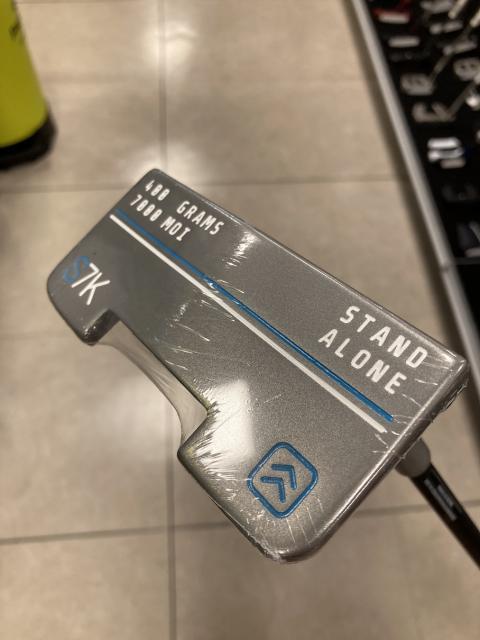 400 GRAMS
7000 MOI
S7K
STAND
ALONE